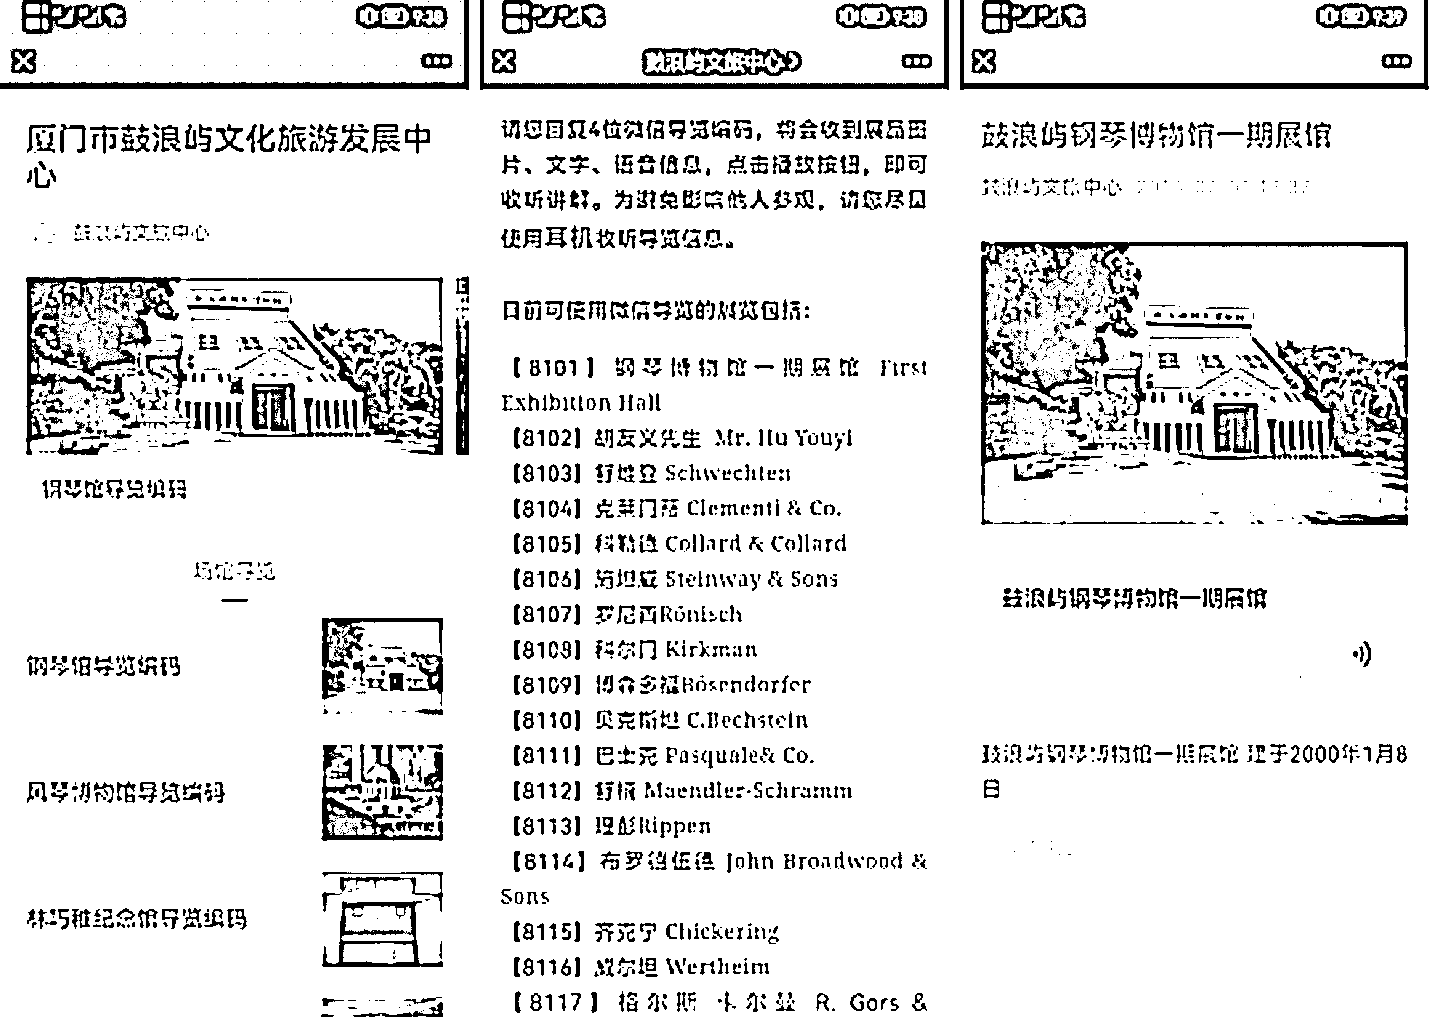 9:38
厦门市鼓浪屿文化旅游发展中
心
鼓浪屿文旅中心
钢琴馆导览编码
场馆导览
钢琴馆导览编码
风琴博物馆导览编码
林巧稚纪念馆导览编码
9:38
鼓浪屿文旅中心
请您回复4位微信导览编码，将会收到展品图
片、文字、语音信息，点击播放按钮，即可
收听讲解。为避免影响他人参观，请您尽量
使用耳机收听导览信息。
目前可使用微信导览的展览包括：
【8101】钢琴博物馆一期展馆 First
Exhibition Hall
【8102】胡友义先生 Mr. Hu Youyi
【8103】舒维登 Schwechten
【8104】克莱门蒂 Clementi & Co.
【8105】科勒德 Collard & Collard
【8106】斯坦威 Steinway & Sons
【8107】罗尼西Rönisch
【8108】科尔门 Kirkman
【8109】博森多福Bösendorfer
【8110】贝克斯坦 C.Bechstein
【8111】巴士克 Pasquale& Co.
【8112】舒楠 Maendler-Schramm
【8113】理彭Rippen
【8114】布罗德伍德 John Broadwood &
Sons
【8115】齐克宁 Chickering
【8116】威尔坦 Wertheim
【8117】格尔斯 卡尔曼 R. Gors &
9:39
鼓浪屿钢琴博物馆一期展馆
鼓浪屿文旅中心
鼓浪屿钢琴博物馆一期展馆
鼓浪屿钢琴博物馆一期展馆 建于2000年1月8
日